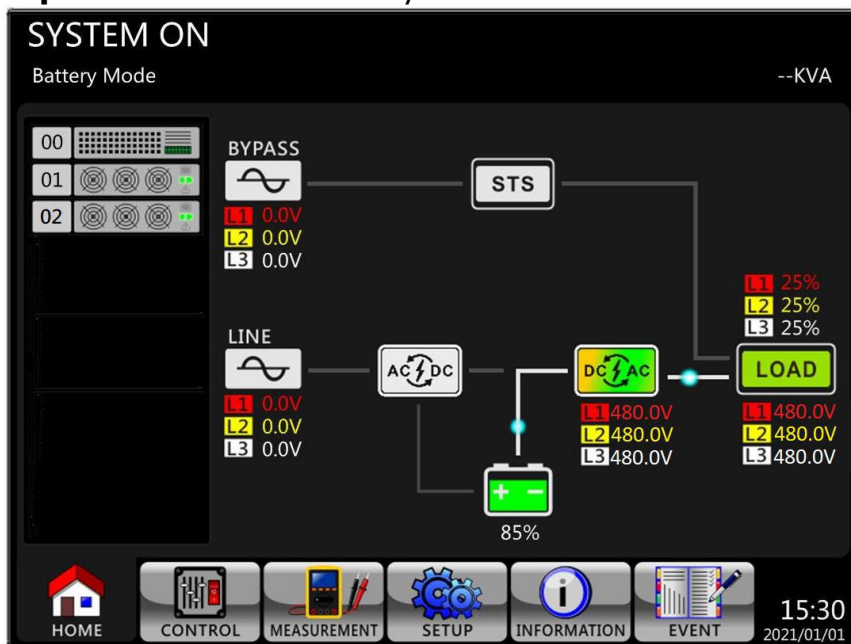 SYSTEM ON
Battery Mode
--KVA
00
01
02
BYPASS
L1 0.0V
L2 0.0V
L3 0.0V
STS
LINE
L1 0.0V
L2 0.0V
L3 0.0V
AC DC
+ -
85%
DC AC
L1 480.0V
L2 480.0V
L3 480.0V
L1 25%
L2 25%
L3 25%
LOAD
L1 480.0V
L2 480.0V
L3 480.0V
HOME
CONTROL
MEASUREMENT
SETUP
INFORMATION
EVENT
15:30
2021/01/01